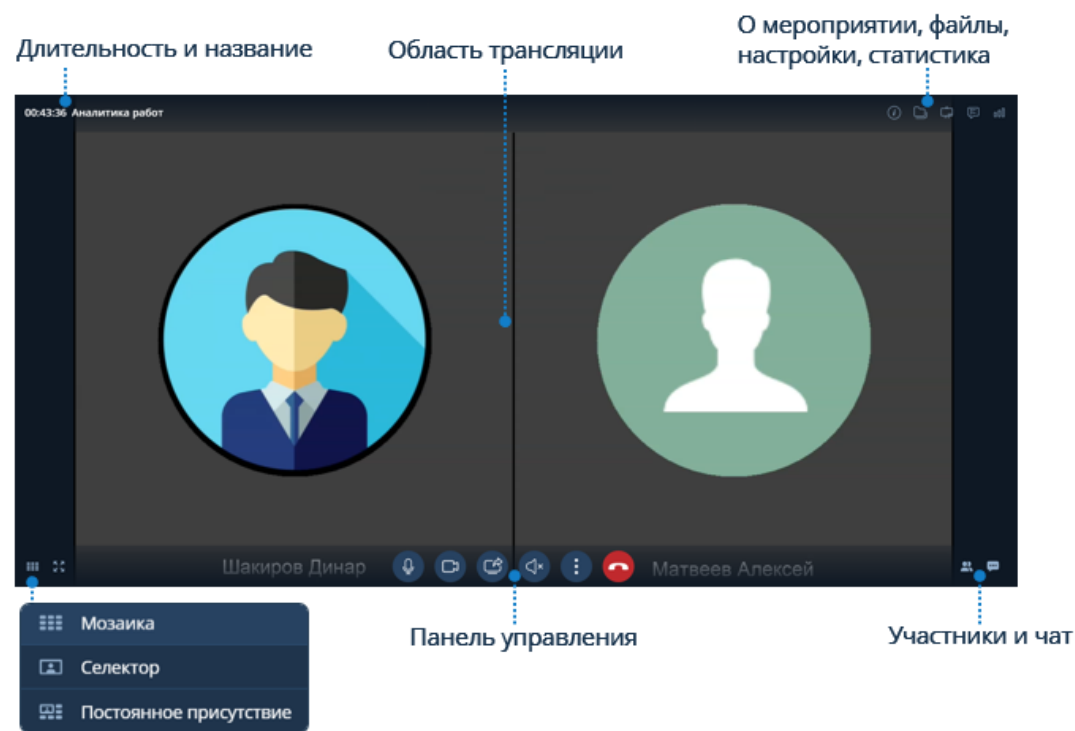 О мероприятии, файлы,
настройки, статистика
Длительность и название
Область трансляции
00:43:36 Аналитика работ
Шакиров Динар
Матвеев Алексей
Мозаика
Селектор
Постоянное присутствие
Панель управления
Участники и чат